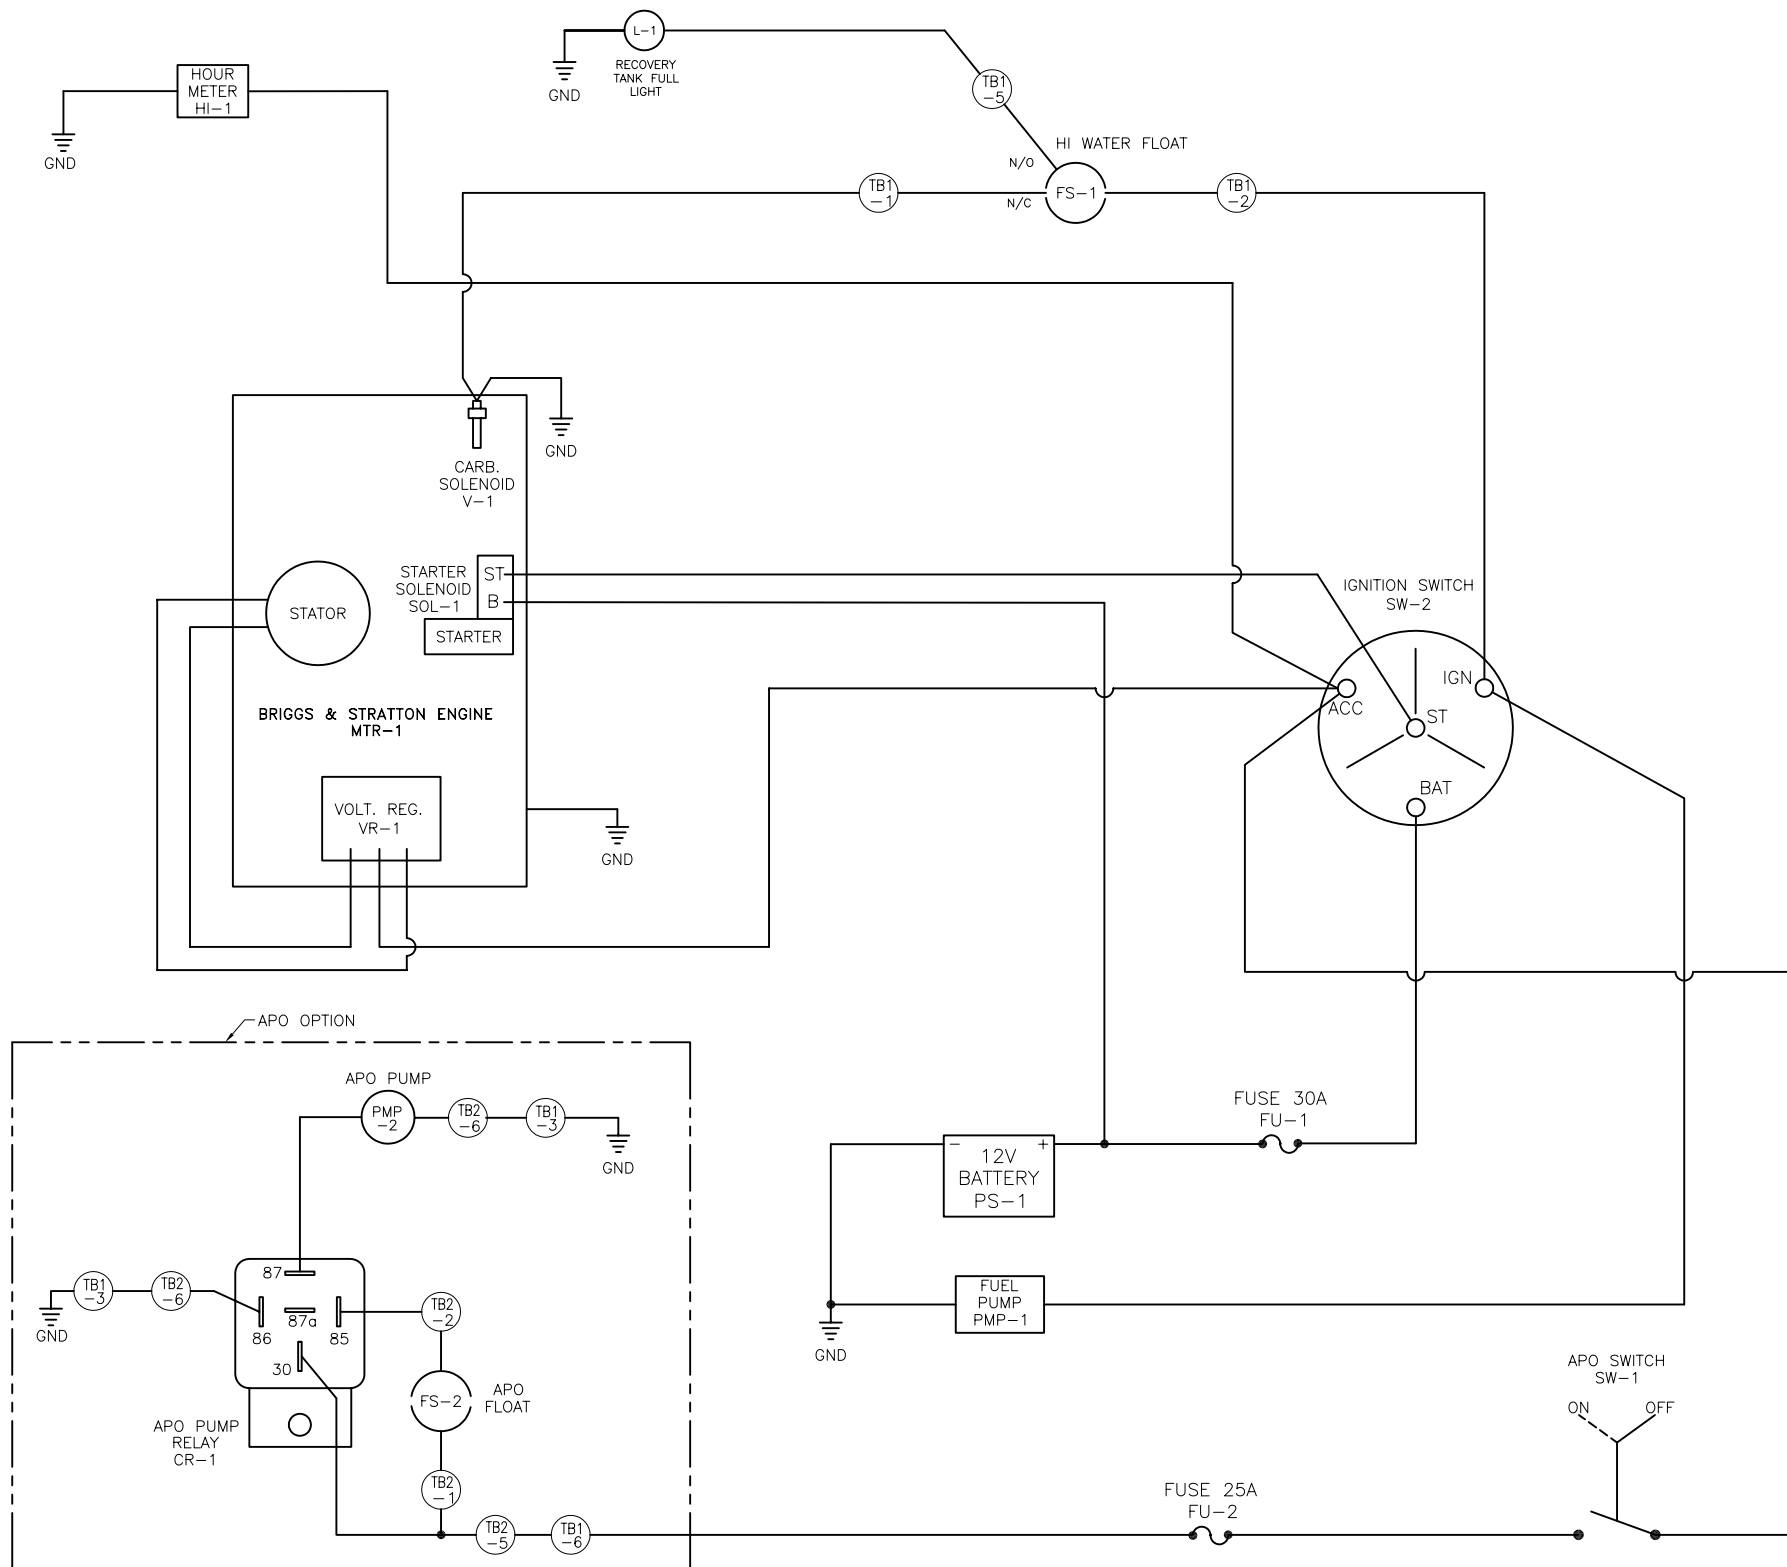 L-1
RECOVERY
TANK FULL
LIGHT
GND
HOUR
METER
HI-1
GND
TB1
-5
HI WATER FLOAT
N/O
N/C
TB1
-1
FS-1
TB1
-2
GND
CARB.
SOLENOID
V-1
STARTER
SOLENOID
SOL-1
ST
B
STARTER
STATOR
BRIGGS & STRATTON ENGINE
MTR-1
VOLT. REG.
VR-1
GND
IGNITION SWITCH
SW-2
IGN
ACC
ST
BAT
APO OPTION
APO PUMP
PMP
-2
TB2
-6
TB1
-3
GND
FUSE 30A
FU-1
- +
12V
BATTERY
PS-1
TB1
-3
TB2
-6
GND
87
87a
86
85
30
TB2
-2
FS-2
APO
FLOAT
APO PUMP
RELAY
CR-1
TB2
-1
TB2
-5
TB1
-6
FUEL
PUMP
PMP-1
GND
APO SWITCH
SW-1
ON
OFF
FUSE 25A
FU-2